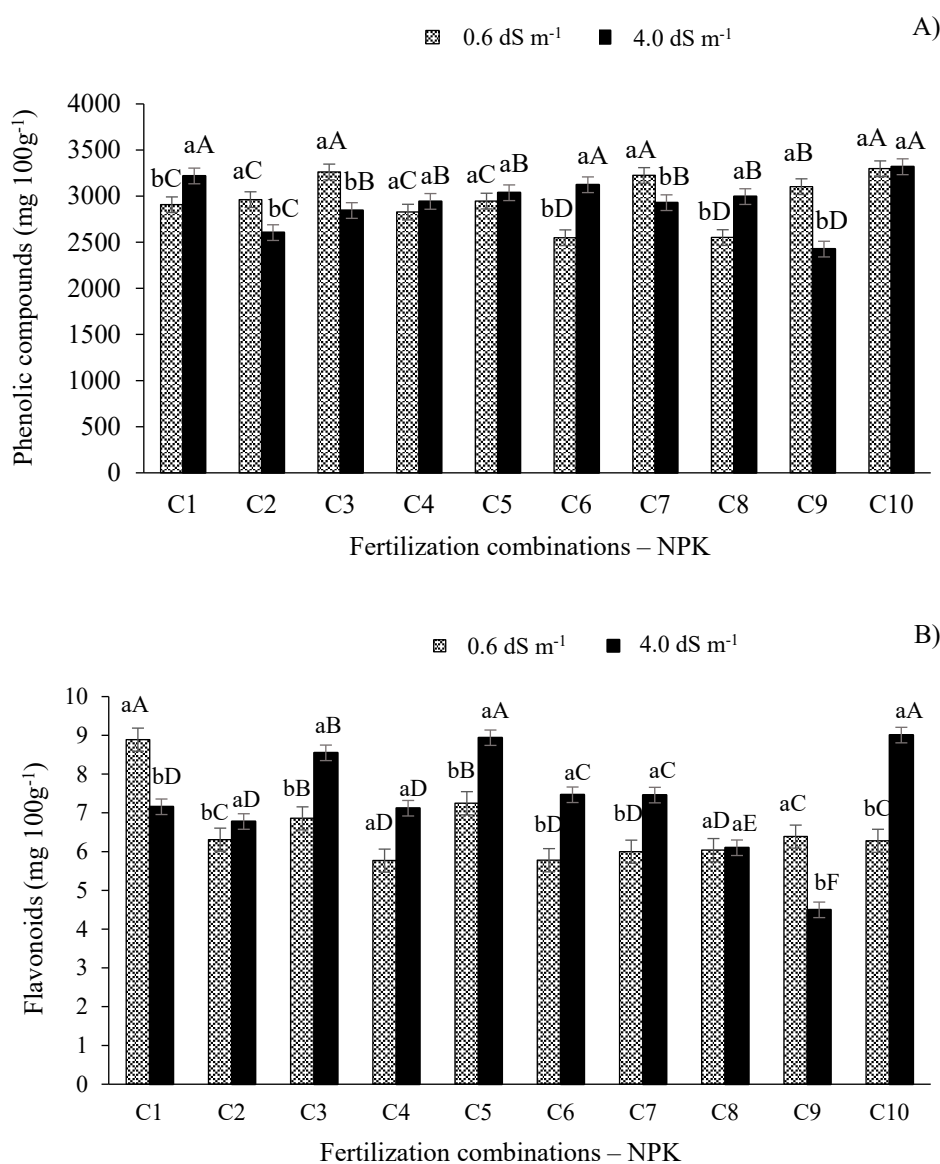 A)
0.6 dS m⁻¹ 4.0 dS m⁻¹
Phenolic compounds (mg 100g⁻¹)
4000
3500
3000
2500
2000
1500
1000
500
0
bC aA aC bC aA bB aC aB aC aB bD aA aA bB bD aB aB bD aA aA
C1 C2 C3 C4 C5 C6 C7 C8 C9 C10
Fertilization combinations – NPK
B)
0.6 dS m⁻¹ 4.0 dS m⁻¹
Flavonoids (mg 100g⁻¹)
10
9
8
7
6
5
4
3
2
1
0
aA bD bC aD bB aB aD aD bB aA bD aC bD aC aD aE aC bF bC aA
C1 C2 C3 C4 C5 C6 C7 C8 C9 C10
Fertilization combinations – NPK